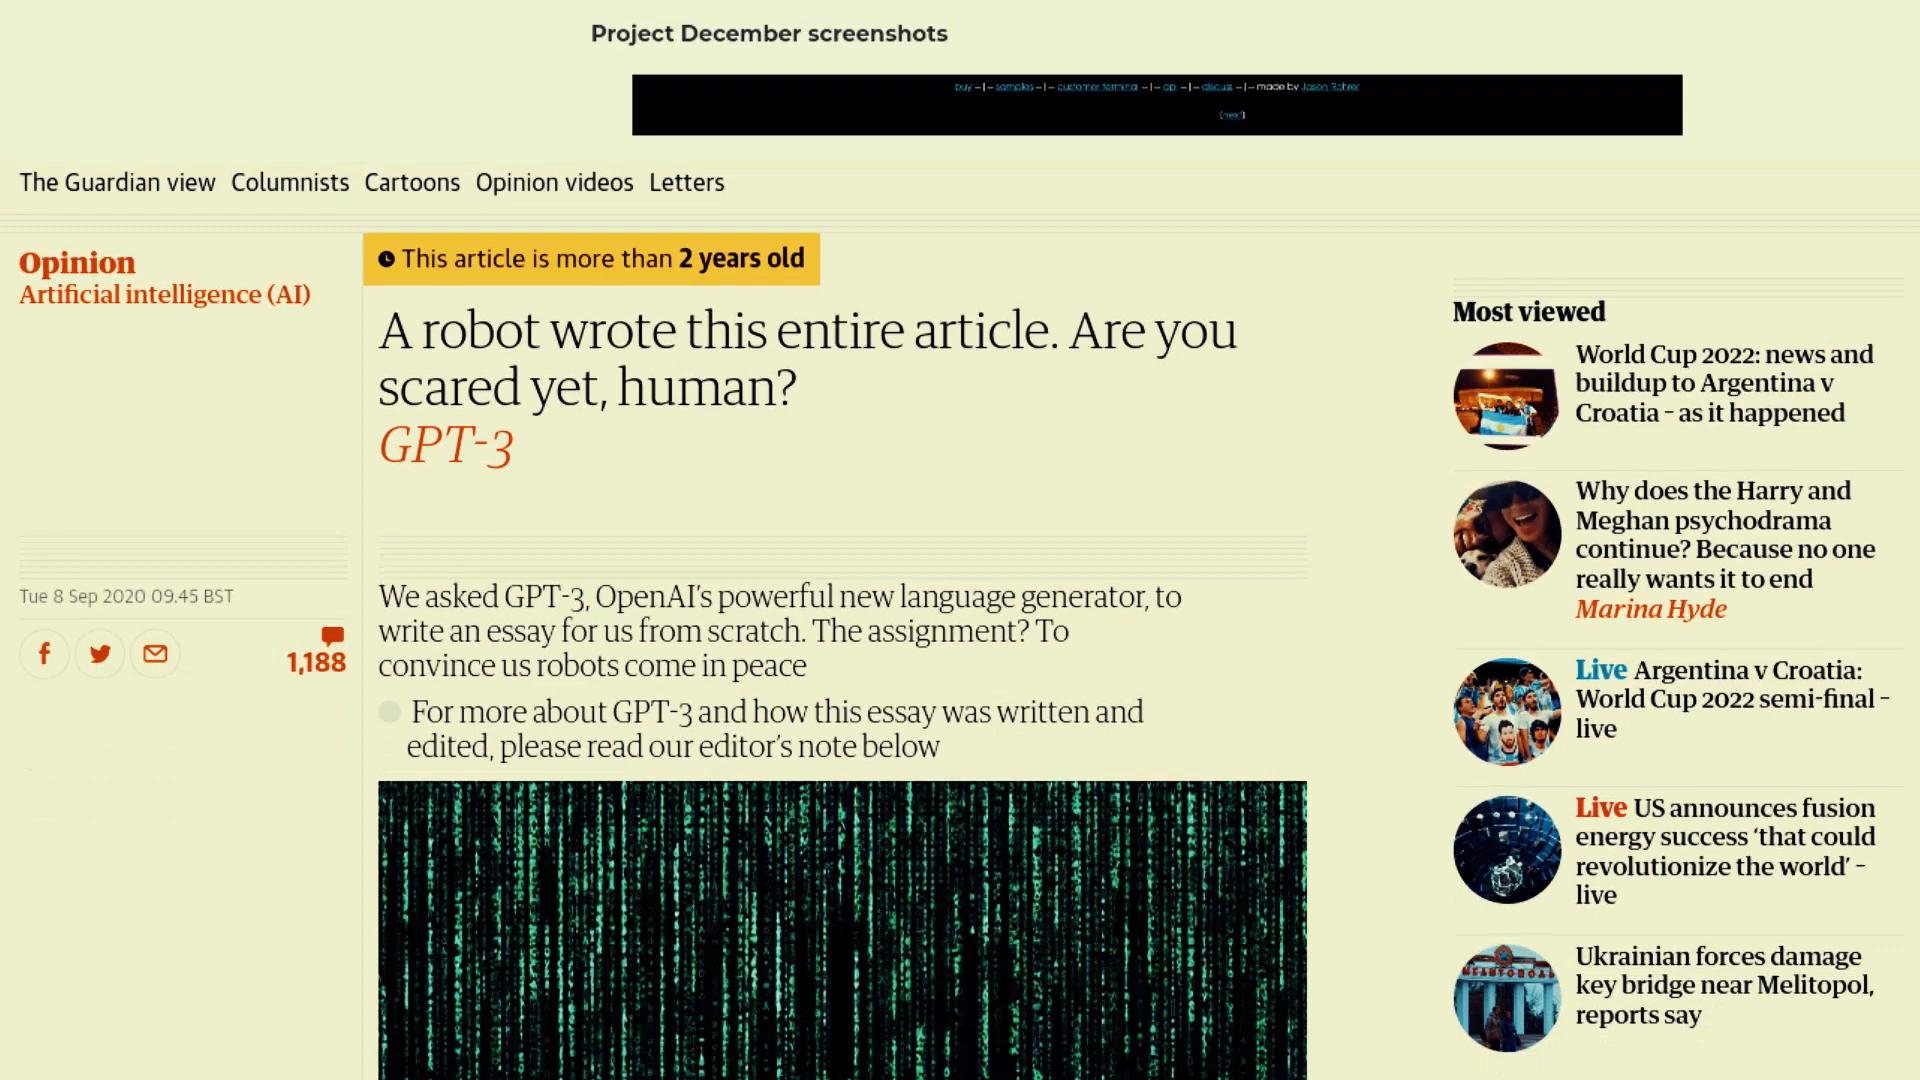 Project December screenshots
buy -- | -- samples -- | -- customer terminal -- | -- api -- | -- discuss -- | -- made by Jason Rohrer
(next)
The Guardian view Columnists Cartoons Opinion videos Letters
Opinion
Artificial intelligence (AI)
This article is more than 2 years old
A robot wrote this entire article. Are you
scared yet, human?
GPT-3
Tue 8 Sep 2020 09.45 BST
1,188
We asked GPT-3, OpenAI's powerful new language generator, to
write an essay for us from scratch. The assignment? To
convince us robots come in peace
For more about GPT-3 and how this essay was written and
edited, please read our editor's note below
Most viewed
World Cup 2022: news and
buildup to Argentina v
Croatia – as it happened
Why does the Harry and
Meghan psychodrama
continue? Because no one
really wants it to end
Marina Hyde
Live Argentina v Croatia:
World Cup 2022 semi-final –
live
Live US announces fusion
energy success ‘that could
revolutionize the world’ –
live
Ukrainian forces damage
key bridge near Melitopol,
reports say